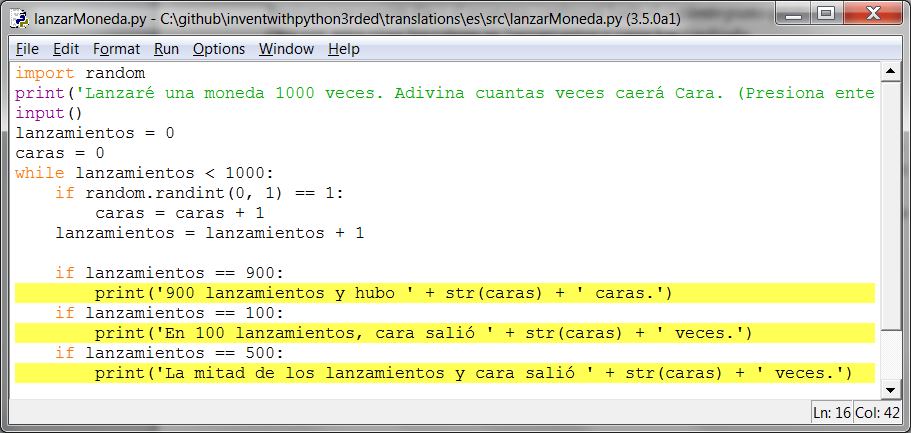 lanzarMoneda.py - C:\github\inventwithpython3rded\translations\es\src\lanzarMoneda.py (3.5.0a1)
File Edit Format Run Options Window Help
import random
print('Lanzaré una moneda 1000 veces. Adivina cuantas veces caerá Cara. (Presiona ente
input()
lanzamientos = 0
caras = 0
while lanzamientos < 1000:
    if random.randint(0, 1) == 1:
        caras = caras + 1
    lanzamientos = lanzamientos + 1

    if lanzamientos == 900:
        print('900 lanzamientos y hubo ' + str(caras) + ' caras.')
    if lanzamientos == 100:
        print('En 100 lanzamientos, cara salió ' + str(caras) + ' veces.')
    if lanzamientos == 500:
        print('La mitad de los lanzamientos y cara salió ' + str(caras) + ' veces.')
Ln: 16 Col: 42